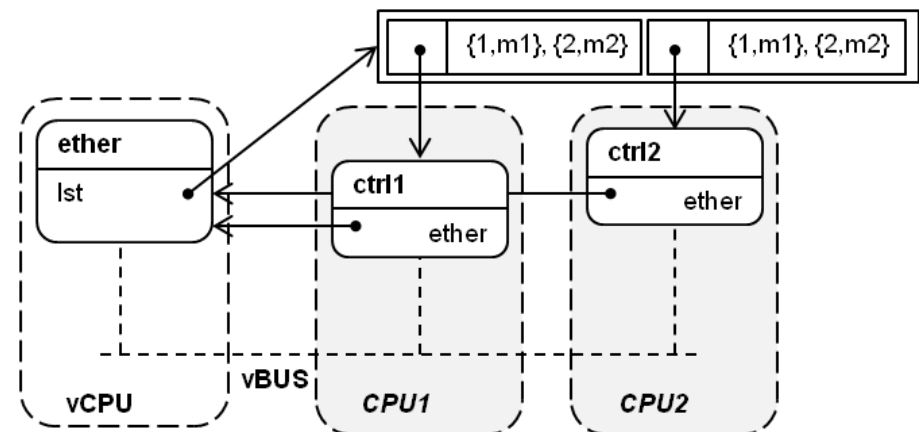 {1,m1}, {2,m2} {1,m1}, {2,m2}
ether
lst
ctrl1
ether
ctrl2
ether
vBUS
vCPU
CPU1
CPU2